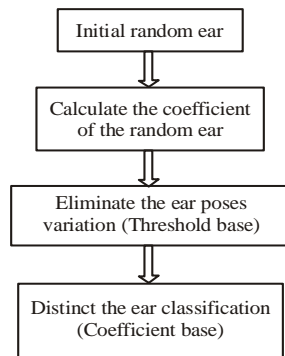 Initial random ear
Calculate the coefficient
of the random ear
Eliminate the ear poses
variation (Threshold base)
Distinct the ear classification
(Coefficient base)